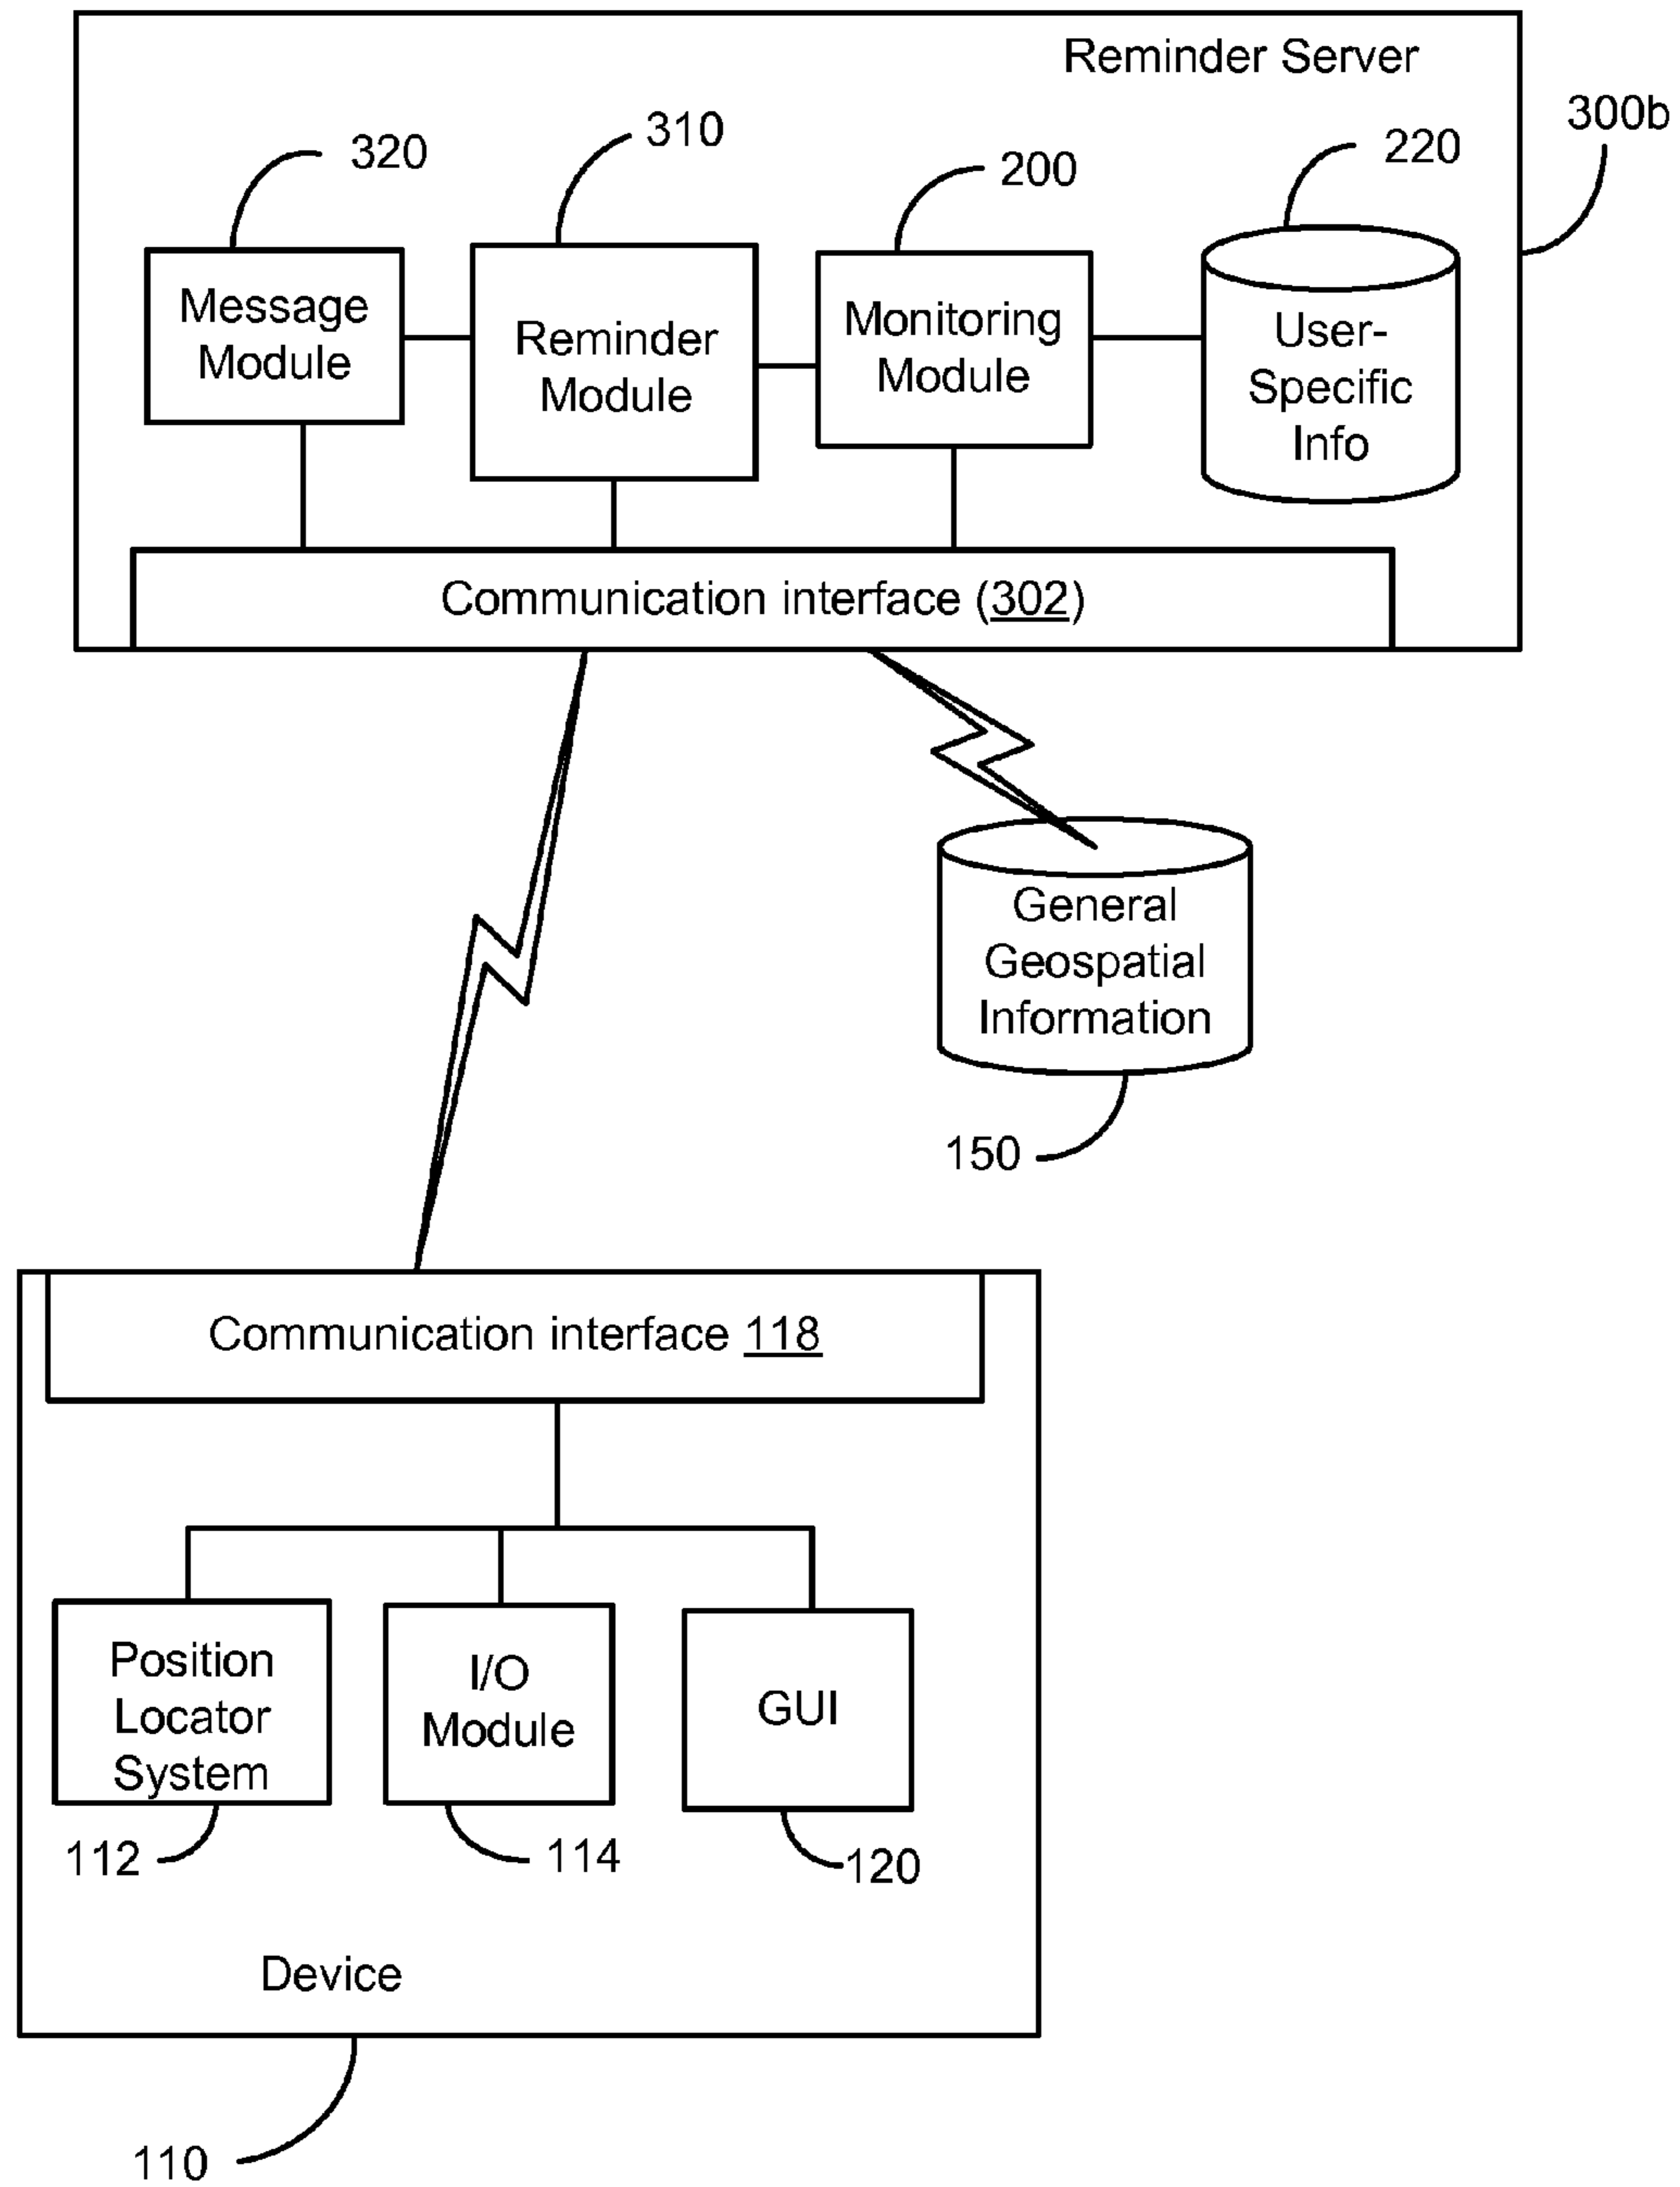 Reminder Server
300b
320
310
200
220
Message
Module
Reminder
Module
Monitoring
Module
User-
Specific
Info
Communication interface (302)
General
Geospatial
Information
150
Communication interface 118
Position
Locator
System
I/O
Module
GUI
112
114
120
Device
110